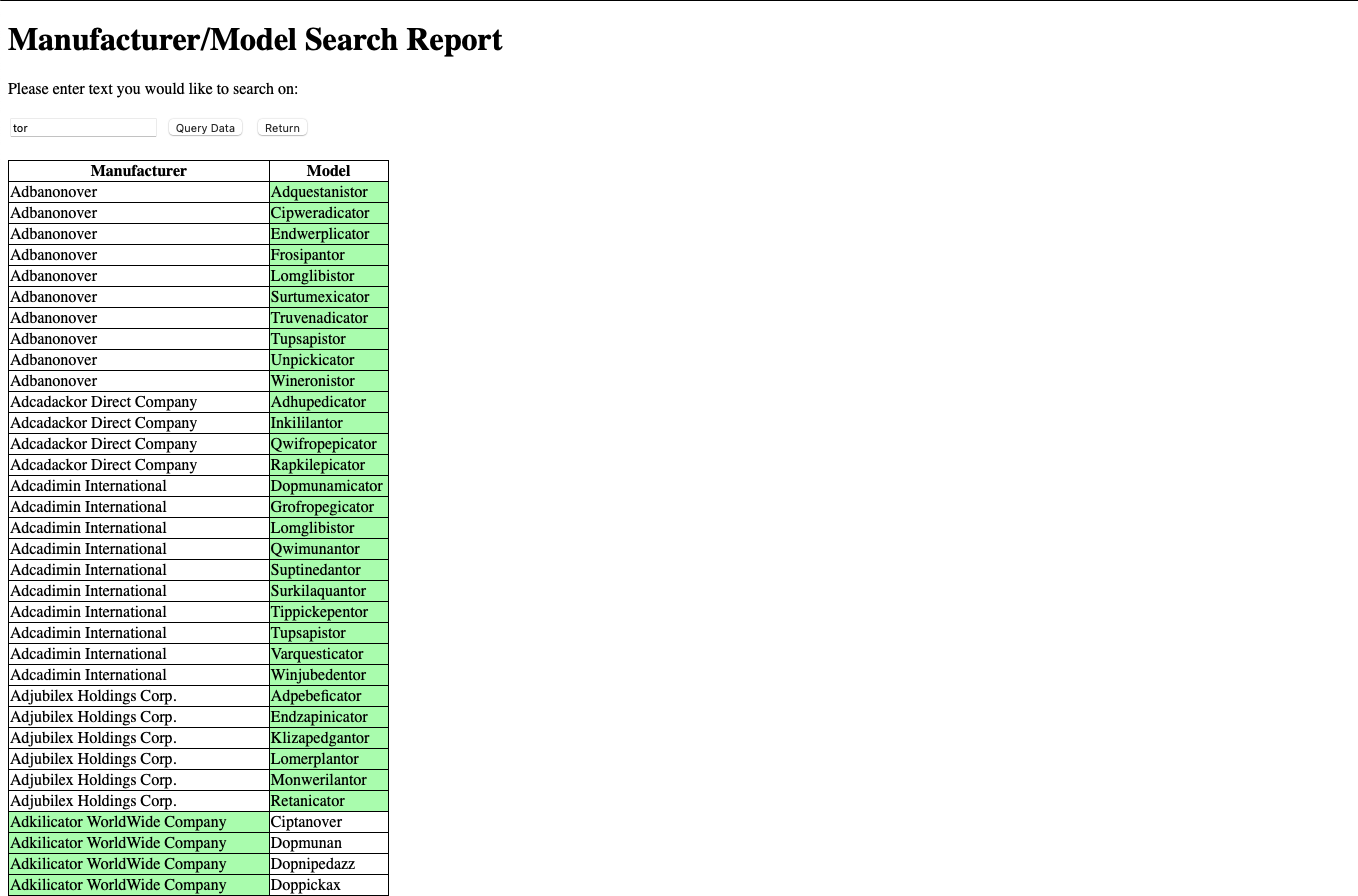 Manufacturer/Model Search Report
Please enter text you would like to search on:
tor Query Data Return
Manufacturer Model
Adbanonover Adquestanistor
Adbanonover Cipweradicator
Adbanonover Endwerplicator
Adbanonover Frosipantor
Adbanonover Lomglibistor
Adbanonover Surtumexicator
Adbanonover Truvenadicator
Adbanonover Tupsapistor
Adbanonover Unpickicator
Adbanonover Wineronistor
Adcadackor Direct Company Adhupedicator
Adcadackor Direct Company Inkililantor
Adcadackor Direct Company Qwifropepicator
Adcadackor Direct Company Rapkilepicator
Adcadimin International Dopmunamicator
Adcadimin International Grofropegicator
Adcadimin International Lomglibistor
Adcadimin International Qwimunantor
Adcadimin International Suptinedantor
Adcadimin International Surkilaquantor
Adcadimin International Tippickepentor
Adcadimin International Tupsapistor
Adcadimin International Varquesticator
Adcadimin International Winjubedentor
Adjubilex Holdings Corp. Adpebeficator
Adjubilex Holdings Corp. Endzapinicator
Adjubilex Holdings Corp. Klizapedgantor
Adjubilex Holdings Corp. Lomerplantor
Adjubilex Holdings Corp. Monwerilantor
Adjubilex Holdings Corp. Retanicator
Adkilicator WorldWide Company Ciptanover
Adkilicator WorldWide Company Dopmunan
Adkilicator WorldWide Company Dopnipedazz
Adkilicator WorldWide Company Doppickax